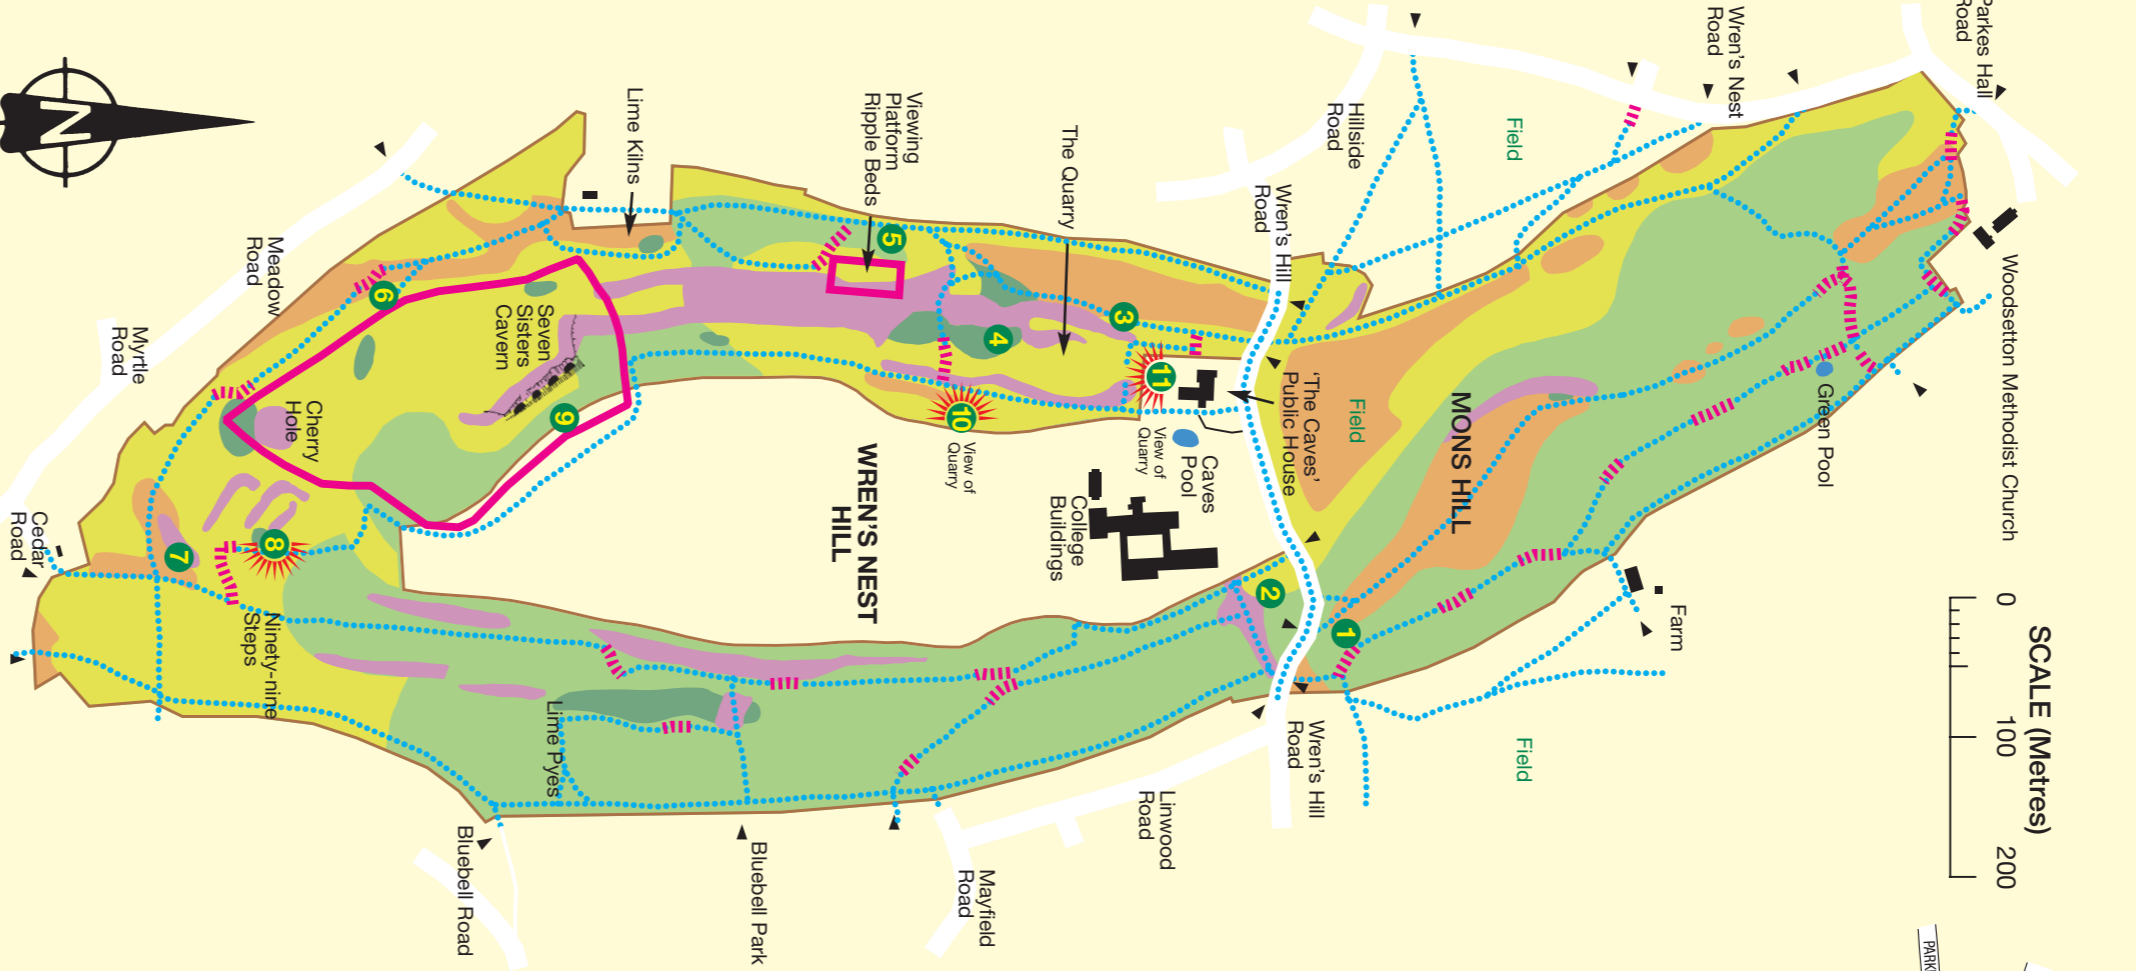 Parkes Hall
Road
Woodsetton Methodist Church
Wren's Nest
Road
Green Pool
Field
Hillside
Road
Field
MONS HILL
Farm
SCALE (Metres)
0
100
200
Field
1
Wren's Hill
Road
'The Caves'
Public House
Wren's Hill
Road
2
Caves
Pool
College
Buildings
Linwood
Road
The Quarry
3
11
View of
Quarry
4
10
View of
Quarry
Mayfield
Road
Viewing
Platform
Ripple Beds
5
WREN'S NEST
HILL
Bluebell Park
Lime Kilns
Seven
Sisters
Cavern
9
Lime Pyes
Bluebell Road
Meadow
Road
6
Cherry
Hole
8
Ninety-nine
Steps
Myrtle
Road
7
Cedar
Road
N
PARK